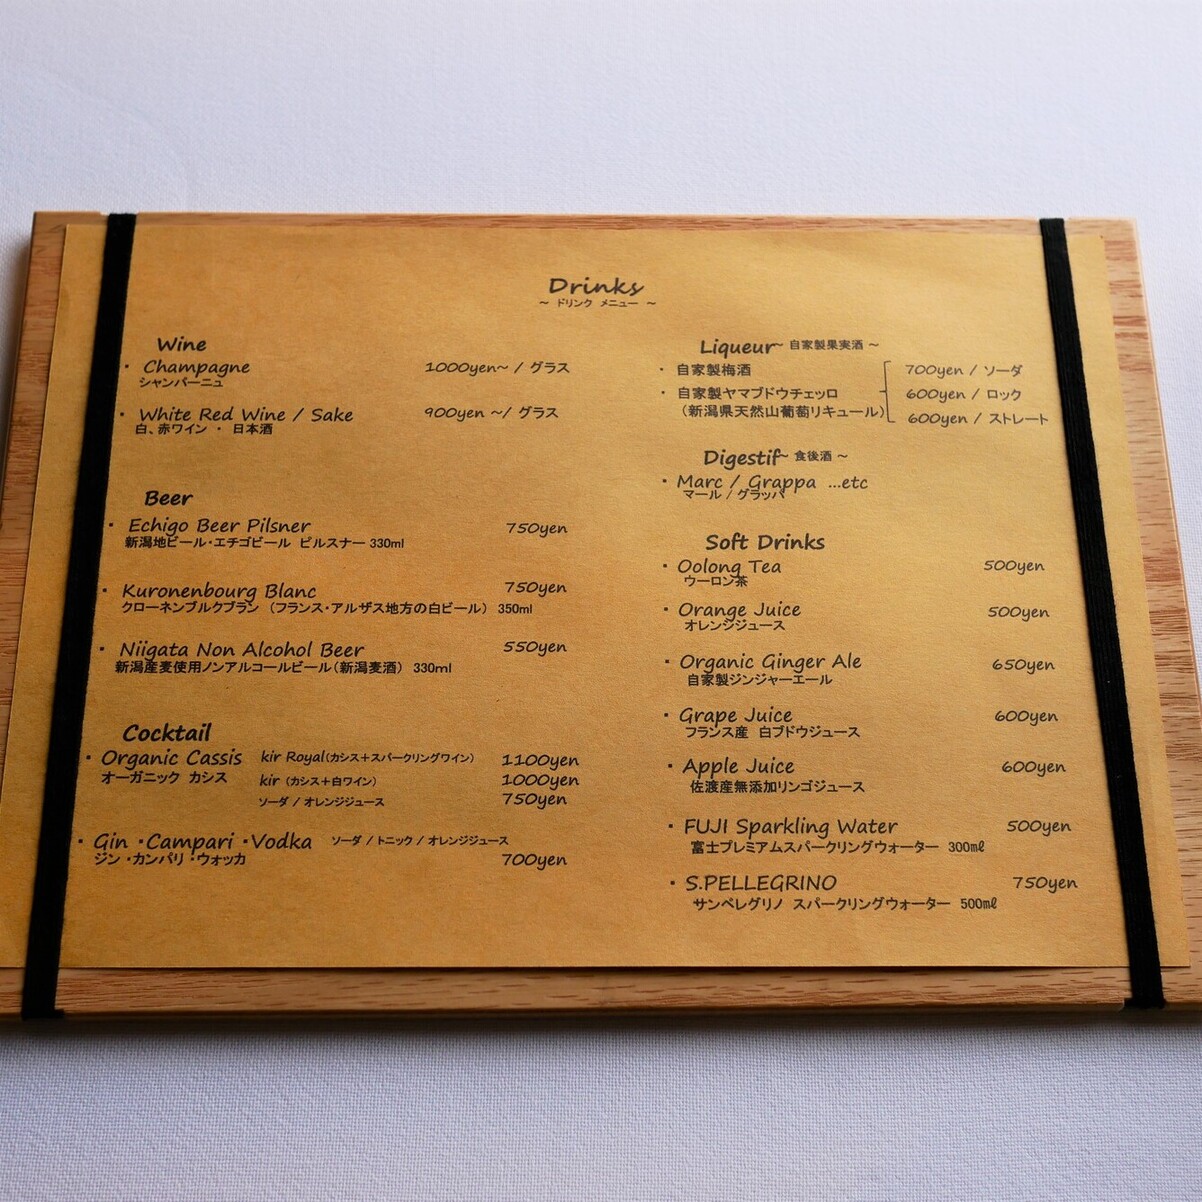 Drinks
~ ドリンク メニュー ~
Wine
・ Champagne 1000yen~ / グラス
シャンパーニュ
・ White Red Wine / Sake 900yen ~/ グラス
白、赤ワイン ・ 日本酒
Beer
・ Echigo Beer Pilsner 750yen
新潟地ビール・エチゴビール ピルスナー 330ml
・ Kuronenbourg Blanc 750yen
クローネンブルクブラン （フランス・アルザス地方の白ビール） 350ml
・ Niigata Non Alcohol Beer 550yen
新潟産麦使用ノンアルコールビール（新潟麦酒） 330ml
Cocktail
・ Organic Cassis kir Royal(カシス＋スパークリングワイン) 1100yen
オーガニック カシス kir (カシス＋白ワイン) 1000yen
ソーダ / オレンジジュース 750yen
・ Gin ・Campari ・Vodka ソーダ / トニック / オレンジジュース
ジン ・カンパリ ・ウォッカ 700yen
Liqueur~ 自家製果実酒 ~
・ 自家製梅酒 700yen / ソーダ
・ 自家製ヤマブドウチェッロ 600yen / ロック
（新潟県天然山葡萄リキュール） 600yen / ストレート
Digestif~ 食後酒 ~
・ Marc / Grappa ...etc
マール / グラッパ
Soft Drinks
・ Oolong Tea 500yen
ウーロン茶
・ Orange Juice 500yen
オレンジジュース
・ Organic Ginger Ale 650yen
自家製ジンジャーエール
・ Grape Juice 600yen
フランス産 白ブドウジュース
・ Apple Juice 600yen
佐渡産無添加リンゴジュース
・ FUJI Sparkling Water 500yen
富士プレミアムスパークリングウォーター 300㎖
・ S.PELLEGRINO 750yen
サンペレグリノ スパークリングウォーター 500㎖